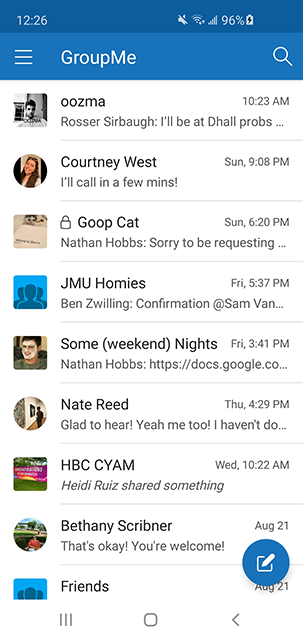 12:26 96%
GroupMe
oozma 10:23 AM
Rosser Sirbaugh: I'll be at Dhall probs ...
Courtney West Sun, 9:08 PM
I'll call in a few mins!
Goop Cat Sun, 6:20 PM
Nathan Hobbs: Sorry to be requesting ...
JMU Homies Fri, 5:37 PM
Ben Zwilling: Confirmation @Sam Van...
Some (weekend) Nights Fri, 3:41 PM
Nathan Hobbs: https://docs.google.co...
Nate Reed Thu, 4:29 PM
Glad to hear! Yeah me too! I haven't do...
HBC CYAM Wed, 10:22 AM
Heidi Ruiz shared something
Bethany Scribner Aug 21
That's okay! You're welcome!
Friends Aug 21